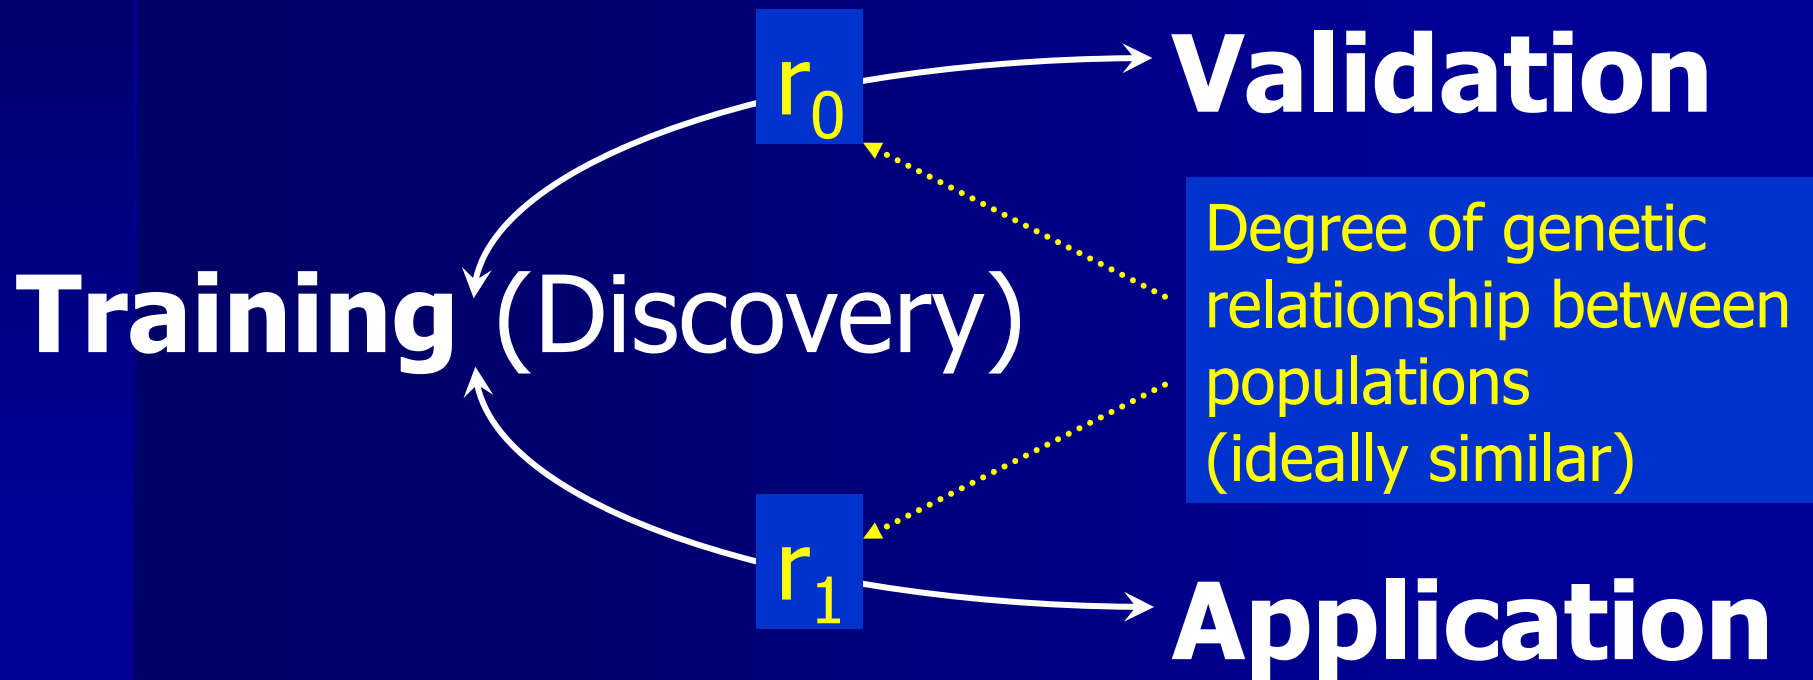 r₀
Validation
Degree of genetic
relationship between
populations
(ideally similar)
Training (Discovery)
r₁
Application